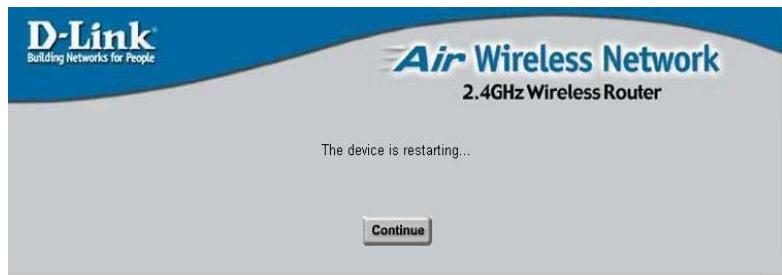 D-Link
Building Networks for People
Air Wireless Network
2.4GHz Wireless Router
The device is restarting...
Continue